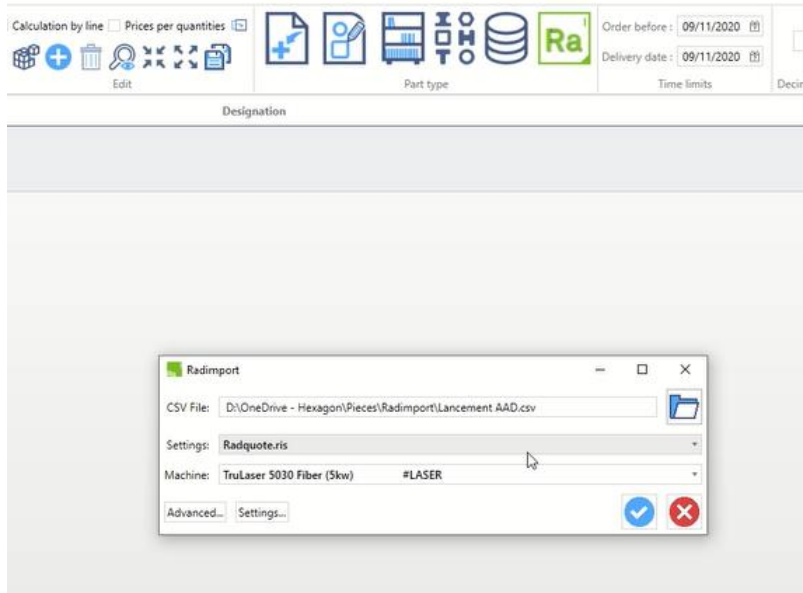 Calculation by line Prices per quantities
Edit
Ra
Part type
Order before : 09/11/2020
Delivery date : 09/11/2020
Time limits
Designation
Radimport
CSV File: D:\OneDrive - Hexagon\Pieces\Radimport\Lancement AAD.csv
Settings: Radquote.ris
Machine: TruLaser 5030 Fiber (5kw) #LASER
Advanced... Settings...